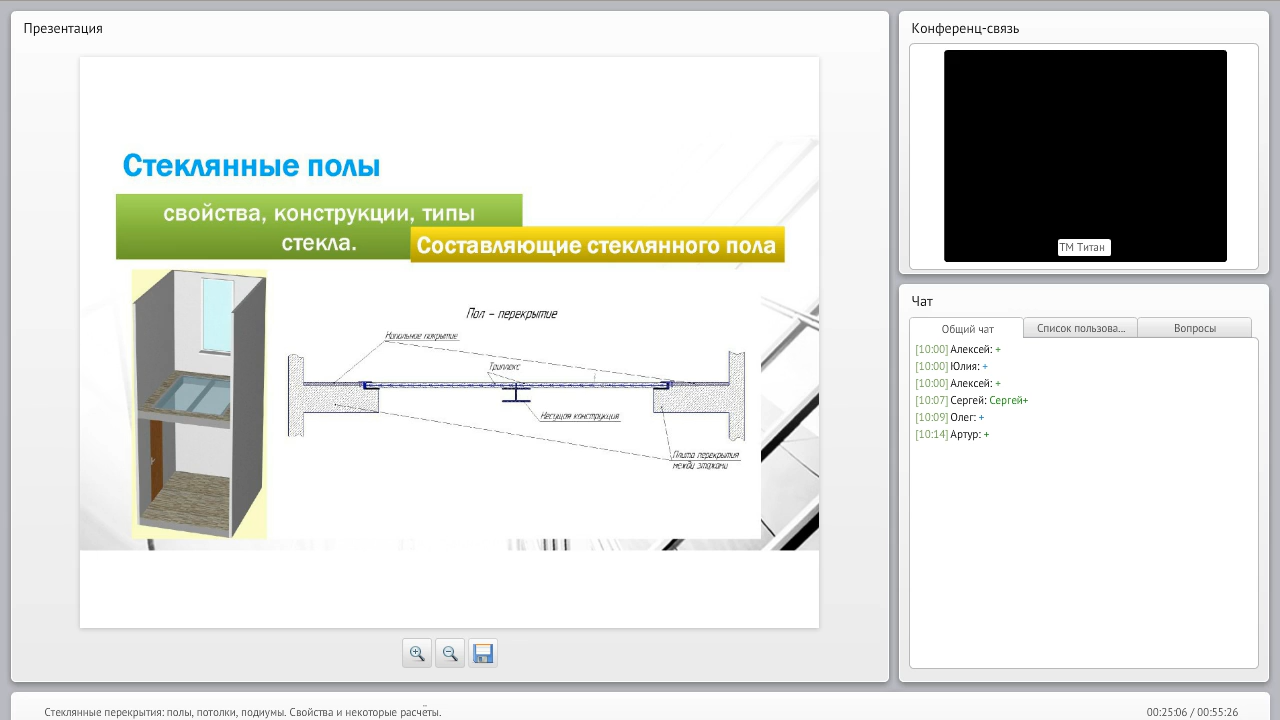 Презентация
Стеклянные полы
свойства, конструкции, типы
стекла.
Составляющие стеклянного пола
Пол - перекрытие
Напольное покрытие
Триплекс
Несущая конструкция
Плита перекрытия
между этажами
Конференц-связь
ТМ Титан
Чат
Общий чат
Список пользова...
Вопросы
[10:00] Алексей: +
[10:00] Юлия: +
[10:00] Алексей: +
[10:07] Сергей: Сергей+
[10:09] Олег: +
[10:14] Артур: +
Стеклянные перекрытия: полы, потолки, подиумы. Свойства и некоторые расчёты.
00:25:06 / 00:55:26